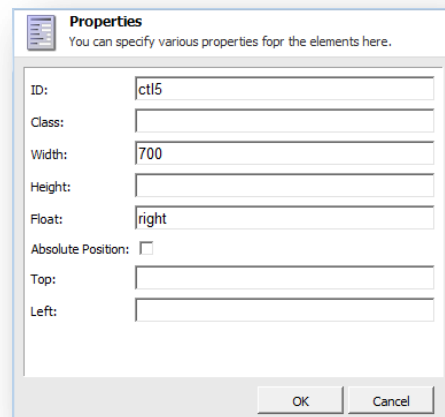 Properties
You can specify various properties fopr the elements here.
ID: ctl5
Class:
Width: 700
Height:
Float: right
Absolute Position:
Top:
Left:
OK Cancel